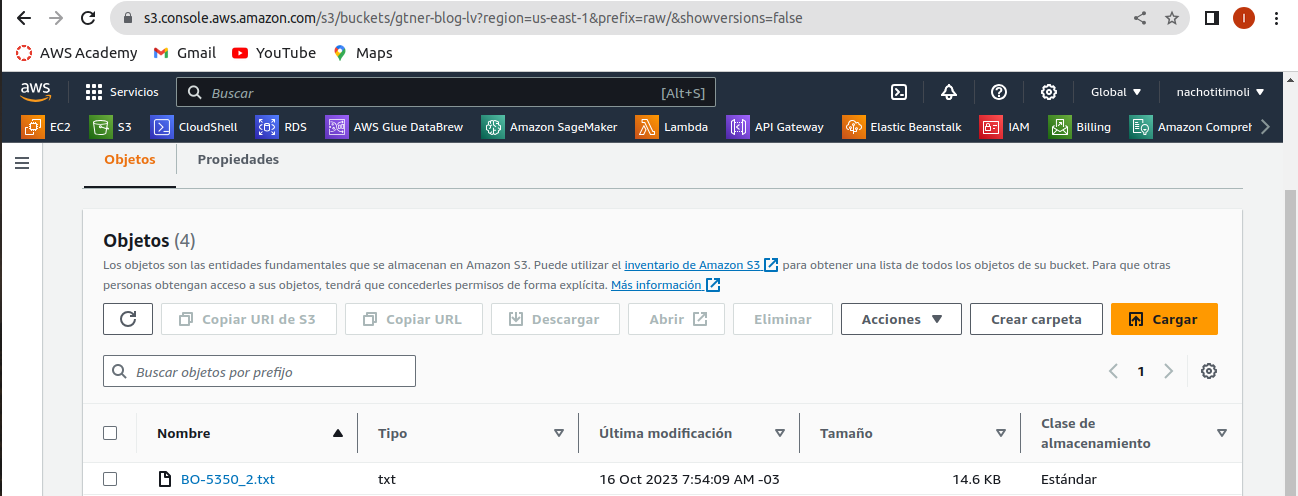 s3.console.aws.amazon.com/s3/buckets/gtner-blog-lv?region=us-east-1&prefix=raw/&showversions=false
I
AWS Academy Gmail YouTube Maps
aws Servicios Buscar [Alt+S] Global nachotitimoli
EC2 S3 CloudShell RDS AWS Glue DataBrew Amazon SageMaker Lambda API Gateway Elastic Beanstalk IAM Billing Amazon Compreh
Objetos Propiedades
Objetos (4)
Los objetos son las entidades fundamentales que se almacenan en Amazon S3. Puede utilizar el inventario de Amazon S3 para obtener una lista de todos los objetos de su bucket. Para que otras
personas obtengan acceso a sus objetos, tendrá que concederles permisos de forma explícita. Más información
Copiar URI de S3 Copiar URL Descargar Abrir Eliminar Acciones Crear carpeta Cargar
Buscar objetos por prefijo 1
Nombre Tipo Última modificación Tamaño Clase de
almacenamiento
BO-5350_2.txt txt 16 Oct 2023 7:54:09 AM -03 14.6 KB Estándar